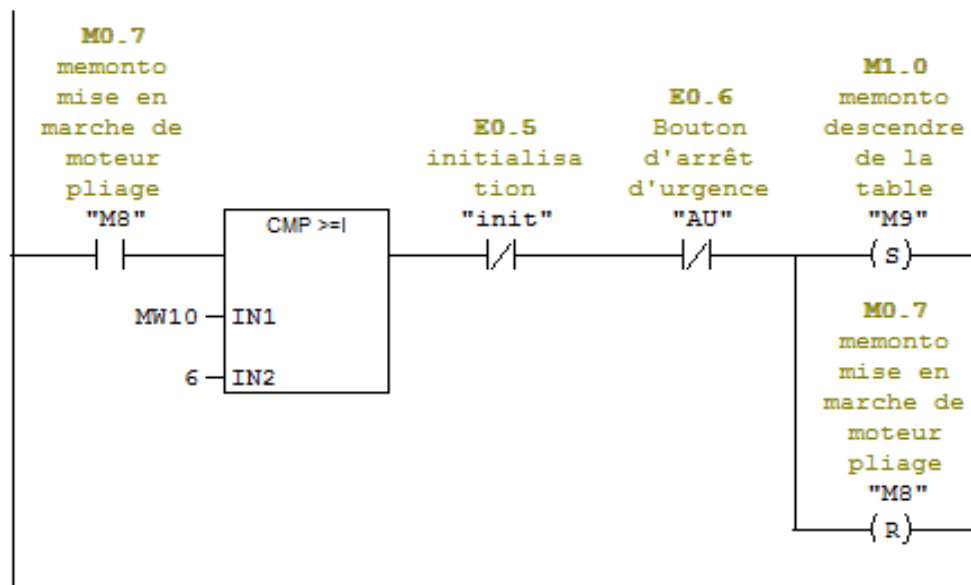 M0.7
memonto
mise en
marche de
moteur
pliage
"M8"
CMP >=I
MW10
IN1
6
IN2
E0.5
initialisa
tion
"init"
E0.6
Bouton
d'arrêt
d'urgence
"AU"
M1.0
memonto
descendre
de la
table
"M9"
S
M0.7
memonto
mise en
marche de
moteur
pliage
"M8"
R